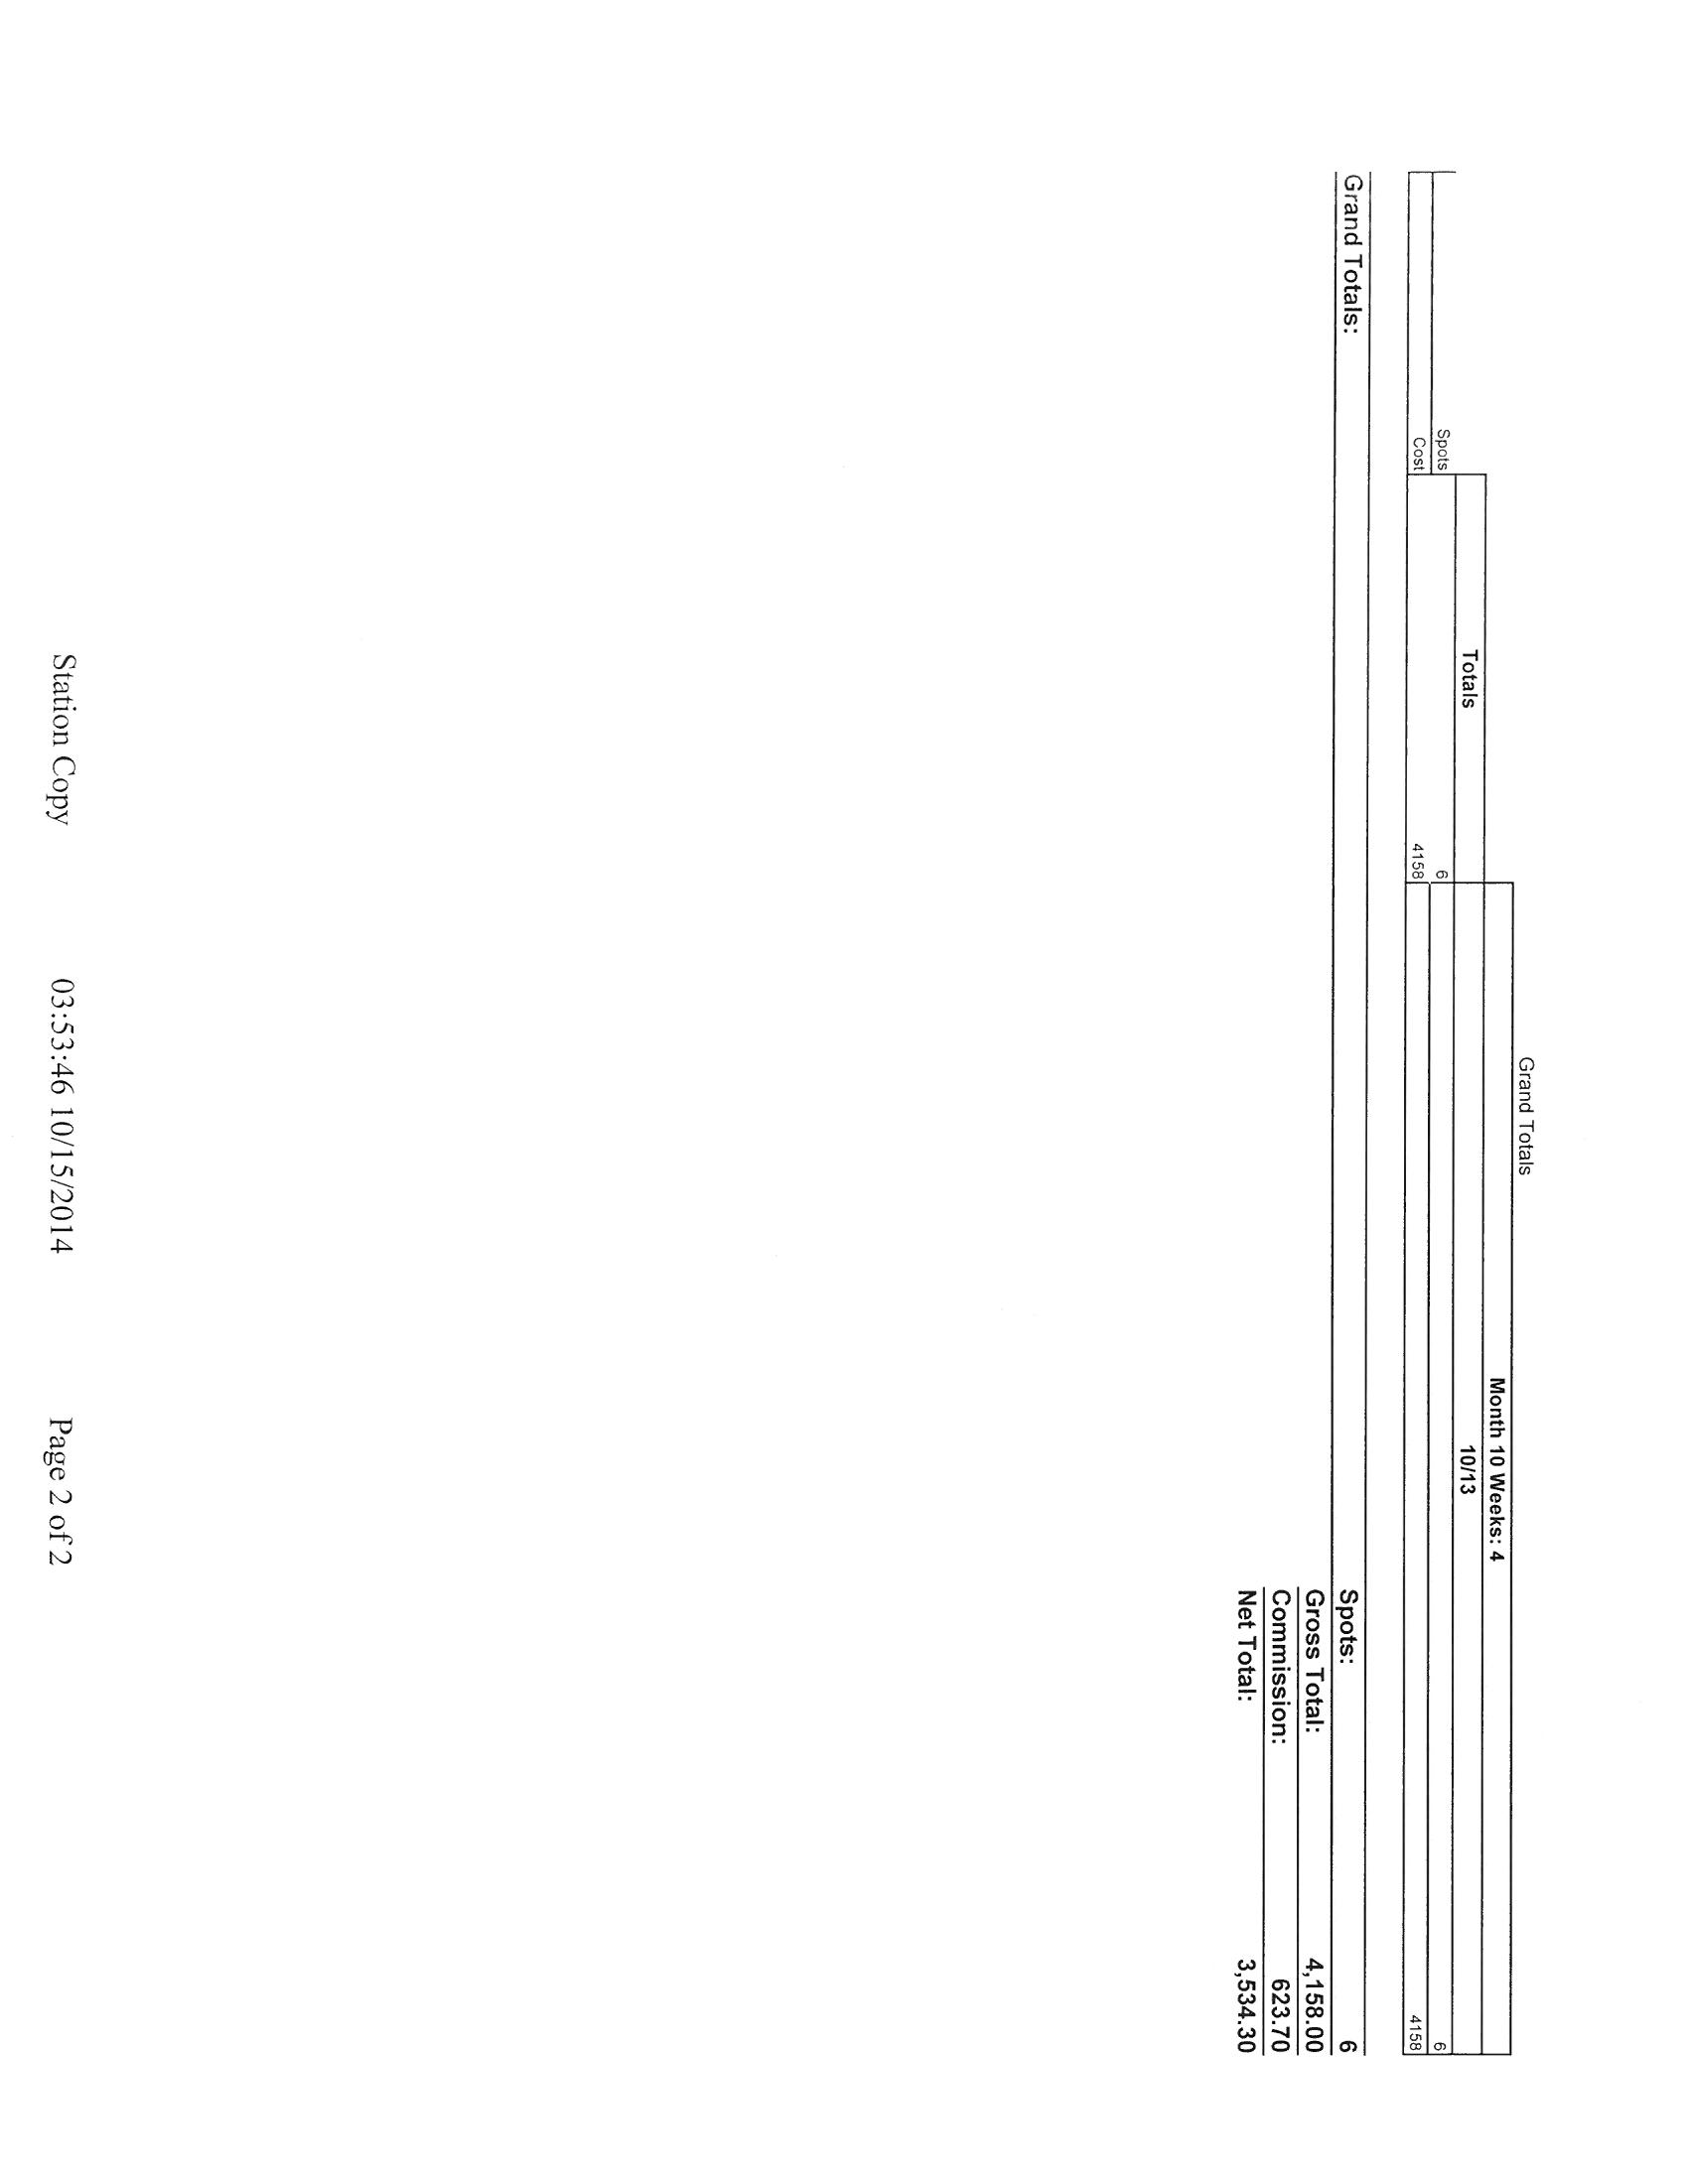 Grand Totals
Month 10 Weeks: 4
Totals 10/13
Spots 6 6
Cost 4158 4158
Grand Totals: Spots: 6
Gross Total: 4,158.00
Commission: 623.70
Net Total: 3,534.30
Station Copy 03:53:46 10/15/2014 Page 2 of 2